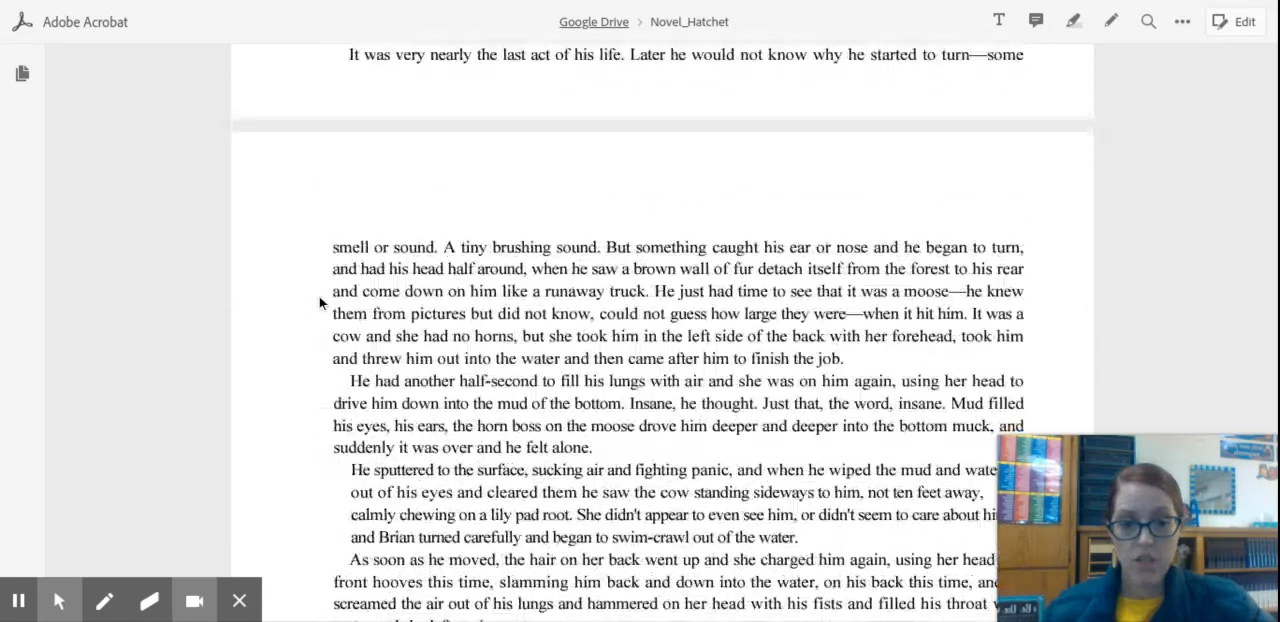 Adobe Acrobat
Google Drive > Novel_Hatchet
Edit
It was very nearly the last act of his life. Later he would not know why he started to turn—some
smell or sound. A tiny brushing sound. But something caught his ear or nose and he began to turn,
and had his head half around, when he saw a brown wall of fur detach itself from the forest to his rear
and come down on him like a runaway truck. He just had time to see that it was a moose—he knew
them from pictures but did not know, could not guess how large they were—when it hit him. It was a
cow and she had no horns, but she took him in the left side of the back with her forehead, took him
and threw him out into the water and then came after him to finish the job.
He had another half-second to fill his lungs with air and she was on him again, using her head to
drive him down into the mud of the bottom. Insane, he thought. Just that, the word, insane. Mud filled
his eyes, his ears, the horn boss on the moose drove him deeper and deeper into the bottom muck, and
suddenly it was over and he felt alone.
He sputtered to the surface, sucking air and fighting panic, and when he wiped the mud and wate
out of his eyes and cleared them he saw the cow standing sideways to him, not ten feet away,
calmly chewing on a lily pad root. She didn't appear to even see him, or didn't seem to care about hi
and Brian turned carefully and began to swim-crawl out of the water.
As soon as he moved, the hair on her back went up and she charged him again, using her head
front hooves this time, slamming him back and down into the water, on his back this time, and
screamed the air out of his lungs and hammered on her head with his fists and filled his throat